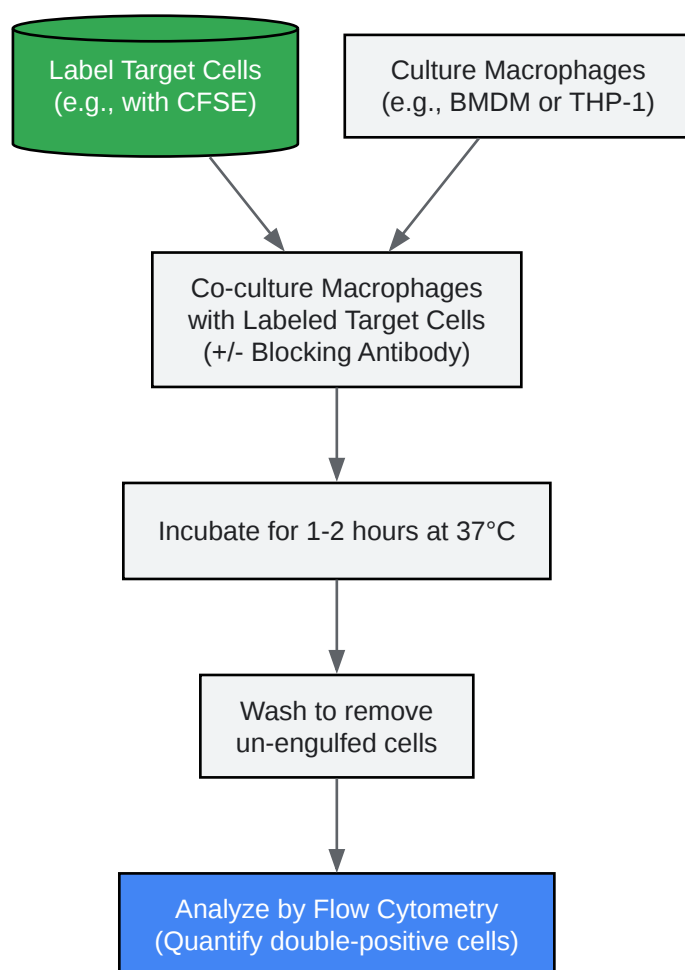 Label Target Cells
(e.g., with CFSE)
Culture Macrophages
(e.g., BMDM or THP-1)
Co-culture Macrophages
with Labeled Target Cells
(+/- Blocking Antibody)
Incubate for 1-2 hours at 37°C
Wash to remove
un-engulfed cells
Analyze by Flow Cytometry
(Quantify double-positive cells)